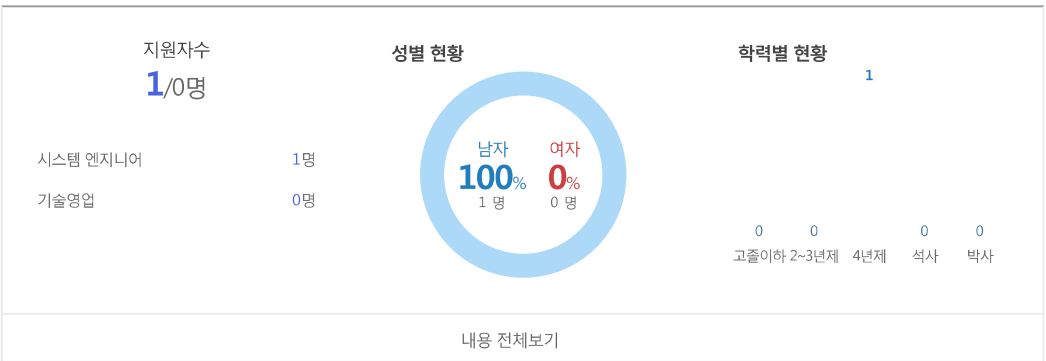 지원자수
1/0명
시스템 엔지니어 1명
기술영업 0명
성별 현황
남자 여자
100% 0%
1 명 0 명
학력별 현황
1
0 0 0 0
고졸이하 2~3년제 4년제 석사 박사
내용 전체보기